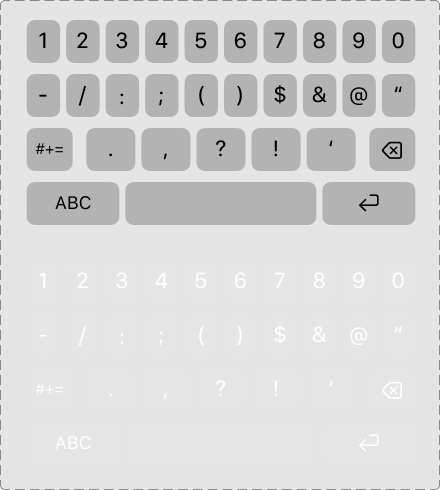 1 2 3 4 5 6 7 8 9 0
- / : ; ( ) $ & @ “
#+= . , ? ! ‘
ABC
1 2 3 4 5 6 7 8 9 0
- / : ; ( ) $ & @ “
#+= . , ? ! ‘
ABC